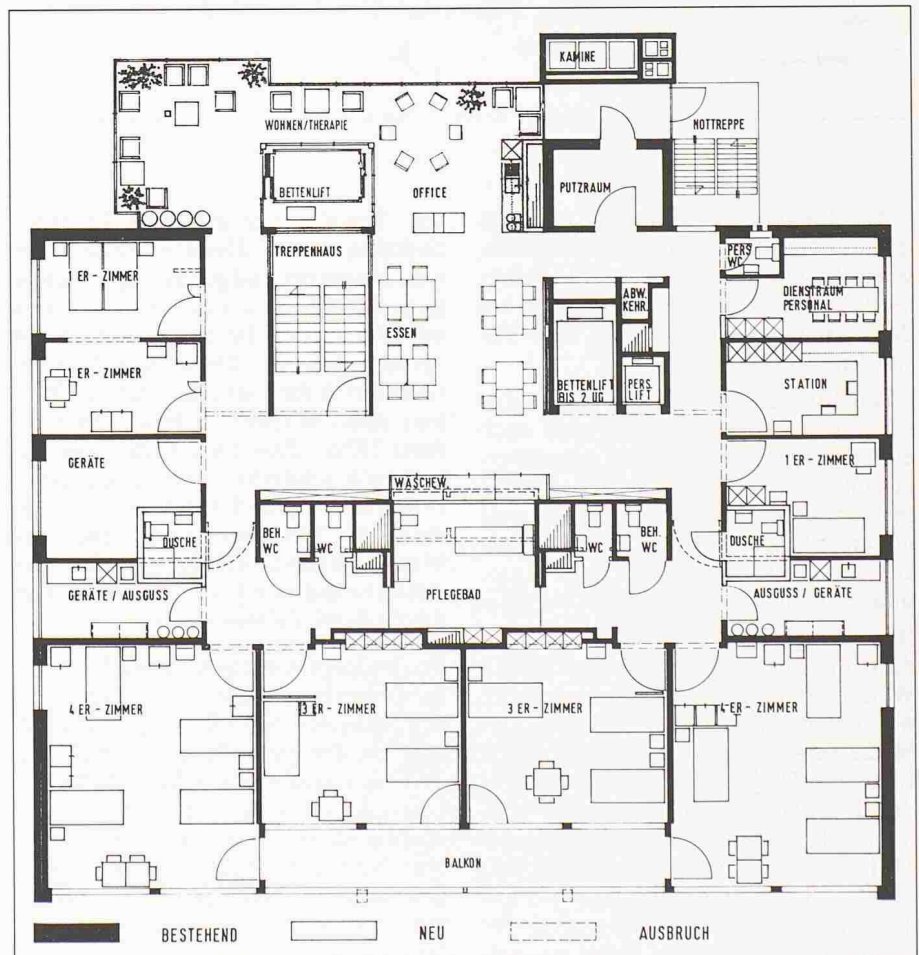 KAMINE
WOHNEN/THERAPIE
NOTTREPPE
BETTENLIFT
OFFICE
PUTZRAUM
TREPPENHAUS
PERS.
WC
1 ER - ZIMMER
DIENSTRAUM
PERSONAL
ABW.
KEHR.
ESSEN
1 ER - ZIMMER
BETTENLIFT
BIS 2. UG
PERS.
LIFT
STATION
GERÄTE
1 ER - ZIMMER
WÄSCHEW.
DUSCHE
BEH.
WC
WC
WC
BEH.
WC
DUSCHE
GERÄTE / AUSGUSS
PFLEGEBAD
AUSGUSS / GERÄTE
4 ER - ZIMMER
3 ER - ZIMMER
3 ER - ZIMMER
4 ER - ZIMMER
BALKON
BESTEHEND
NEU
AUSBRUCH